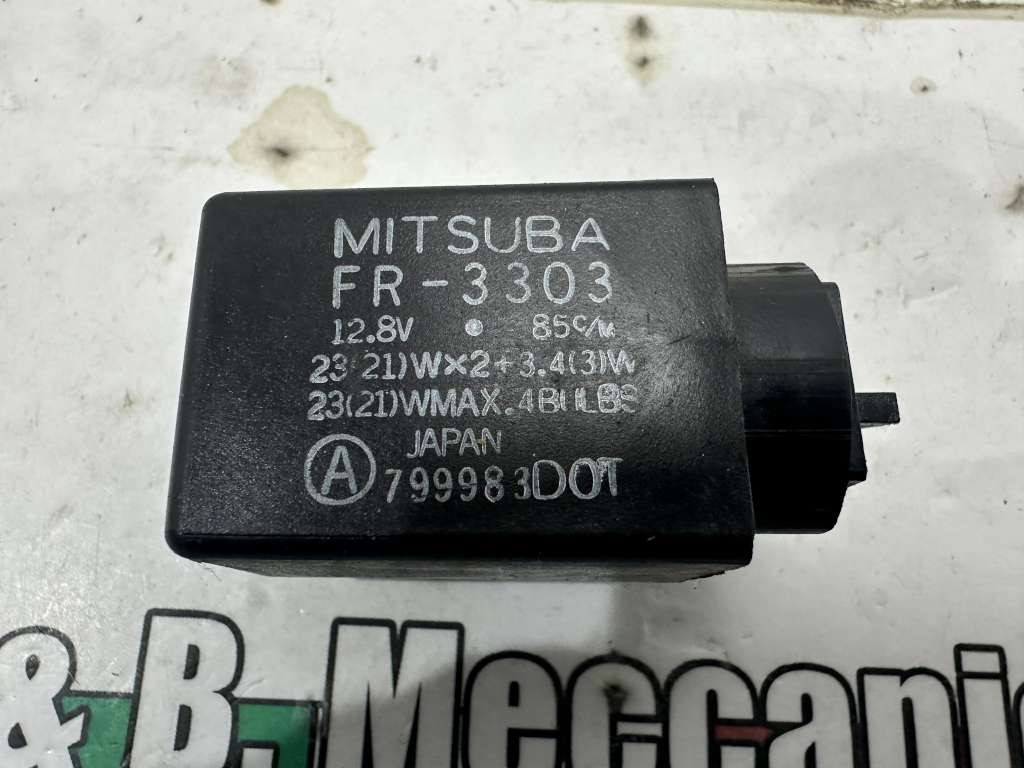 MITSUBA
FR-3303
12.8V • 85c/M
23(21)W×2+3.4(3)W
23(21)WMAX.4BULBS
JAPAN
Ⓐ 799983DOT
& B. Meccani